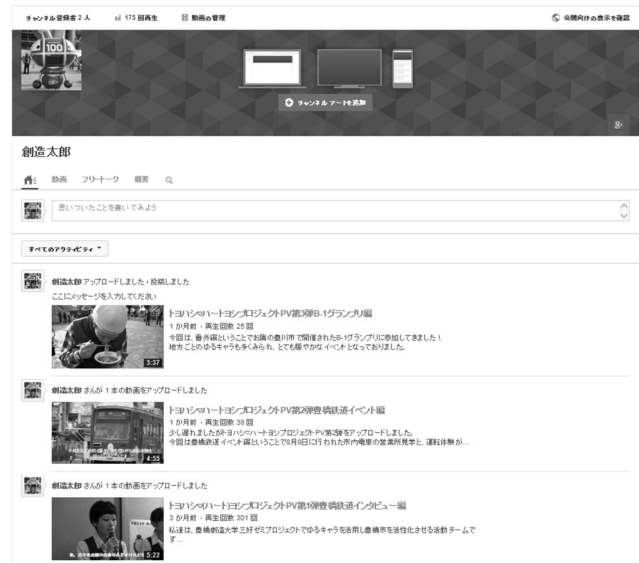 チャンネル登録者 2 人
175 回再生
動画の管理
公開向けの表示を確認
100
チャンネル アートを追加
g+
創造太郎
動画 フリートーク 概要
思いついたことを書いてみよう
すべてのアクティビティ
創造太郎 アップロードしました・投稿しました
ここにメッセージを入力してください
トヨハシ♡ハートヨシプロジェクトPV第3弾B-1グランプリ編
1 か月前 - 再生回数 25 回
今回は、番外編ということでお隣の豊川市で開催されたB-1グランプリに参加してきました！
地方ごとのゆるキャラも多くみられ、とても賑やかなイベントとなっておりました。
3:37
創造太郎 さんが 1 本の動画をアップロードしました
トヨハシ♡ハートヨシプロジェクトPV第2弾豊橋鉄道イベント編
1 か月前 - 再生回数 38 回
少し遅れましたがトヨハシ♡ハートヨシプロジェクトPV第2弾をアップロードしました。
今回は豊橋鉄道イベント編ということで8月8日に行われた市内電車の営業所見学と、運転体験が...
4:55
創造太郎 さんが 1 本の動画をアップロードしました
トヨハシ♡(ハート)ヨシプロジェクトPV第1弾豊橋鉄道インタビュー編
3 か月前 - 再生回数 301 回
私達は、豊橋創造大学三好ゼミプロジェクトでゆるキャラを活用し豊橋市を活性化させる活動チームで
す...
5:22